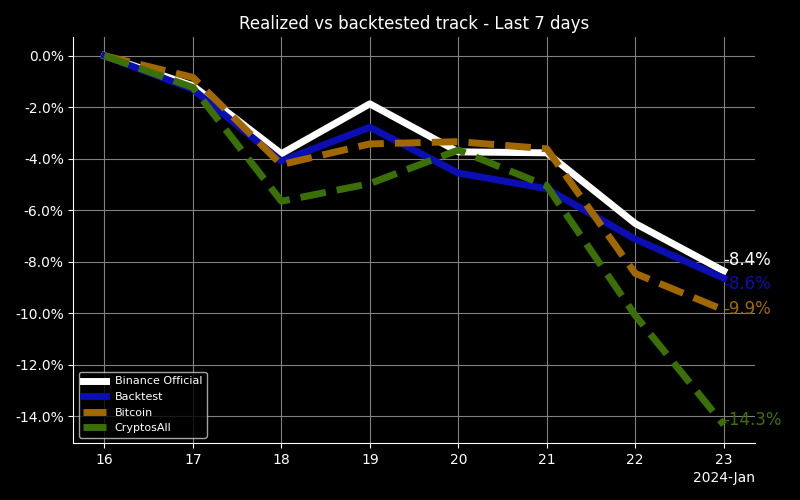 Realized vs backtested track - Last 7 days
0.0%
-2.0%
-4.0%
-6.0%
-8.0%
-10.0%
-12.0%
-14.0%
-8.4%
-8.6%
-9.9%
-14.3%
Binance Official
Backtest
Bitcoin
CryptosAll
16 17 18 19 20 21 22 23
2024-Jan